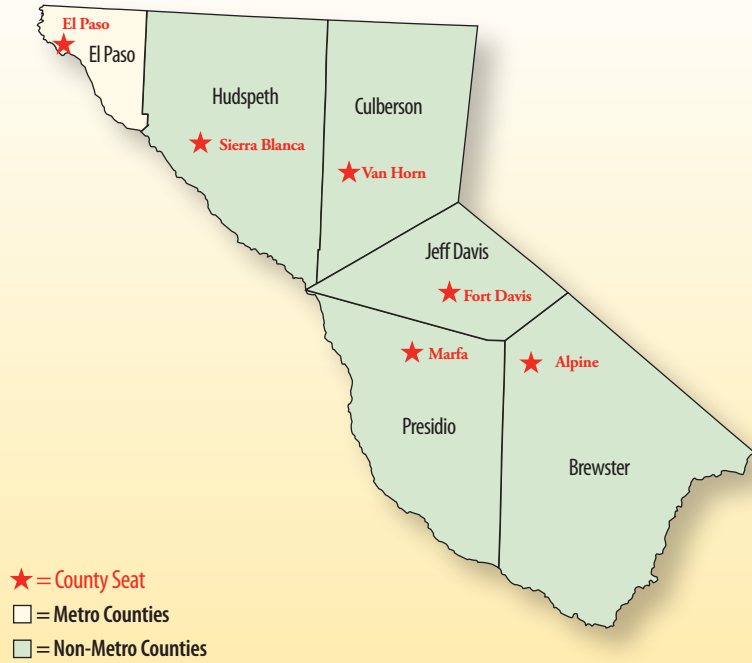 El Paso
El Paso
Hudspeth
Culberson
Sierra Blanca
Van Horn
Jeff Davis
Fort Davis
Marfa
Alpine
Presidio
Brewster
= County Seat
= Metro Counties
= Non-Metro Counties